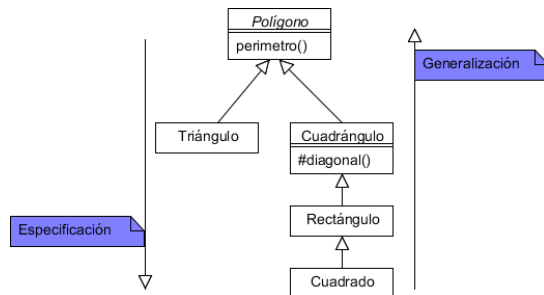 Polígono
perimetro()
Generalización
Triángulo
Cuadrángulo
#diagonal()
Rectángulo
Especificación
Cuadrado